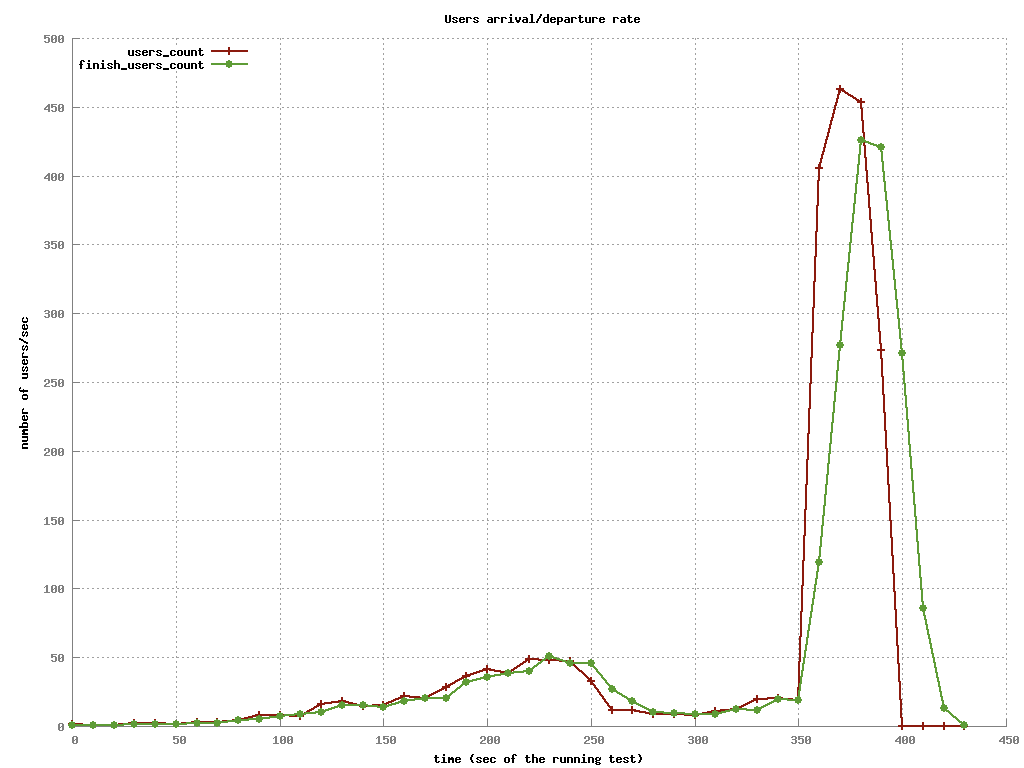 Users arrival/departure rate
users_count
finish_users_count
500
450
400
350
300
250
200
150
100
50
0
number of users/sec
0 50 100 150 200 250 300 350 400 450
time (sec of the running test)